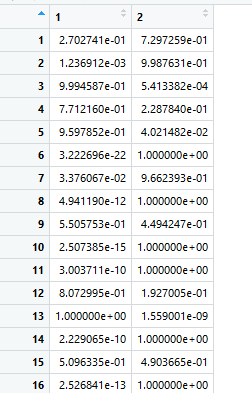 1 2
1 2.702741e-01 7.297259e-01
2 1.236912e-03 9.987631e-01
3 9.994587e-01 5.413382e-04
4 7.712160e-01 2.287840e-01
5 9.597852e-01 4.021482e-02
6 3.222696e-22 1.000000e+00
7 3.376067e-02 9.662393e-01
8 4.941190e-12 1.000000e+00
9 5.505753e-01 4.494247e-01
10 2.507385e-15 1.000000e+00
11 3.003711e-10 1.000000e+00
12 8.072995e-01 1.927005e-01
13 1.000000e+00 1.559001e-09
14 2.229065e-10 1.000000e+00
15 5.096335e-01 4.903665e-01
16 2.526841e-13 1.000000e+00